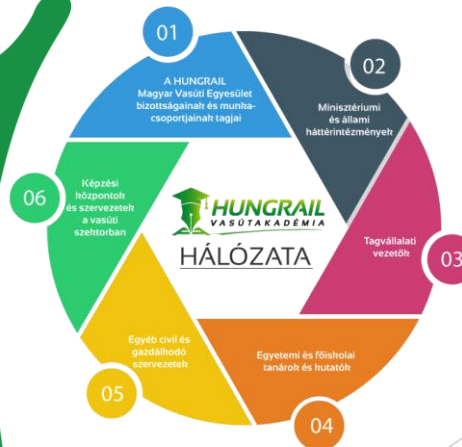 01
A HUNGRAIL
Magyar Vasúti Egyesület
bizottságainak és munka-
csoportjainak tagjai
02
Minisztériumi
és állami
háttérintézmények
03
Tagvállalati
vezetők
04
Egyetemi és főiskolai
tanárok és kutatók
05
Egyéb civil és
gazdálkodó
szervezetek
06
Képzési
központok
és szervezetek
a vasúti
szektorban
HUNGRAIL
VASÚTAKADÉMIA
HÁLÓZATA